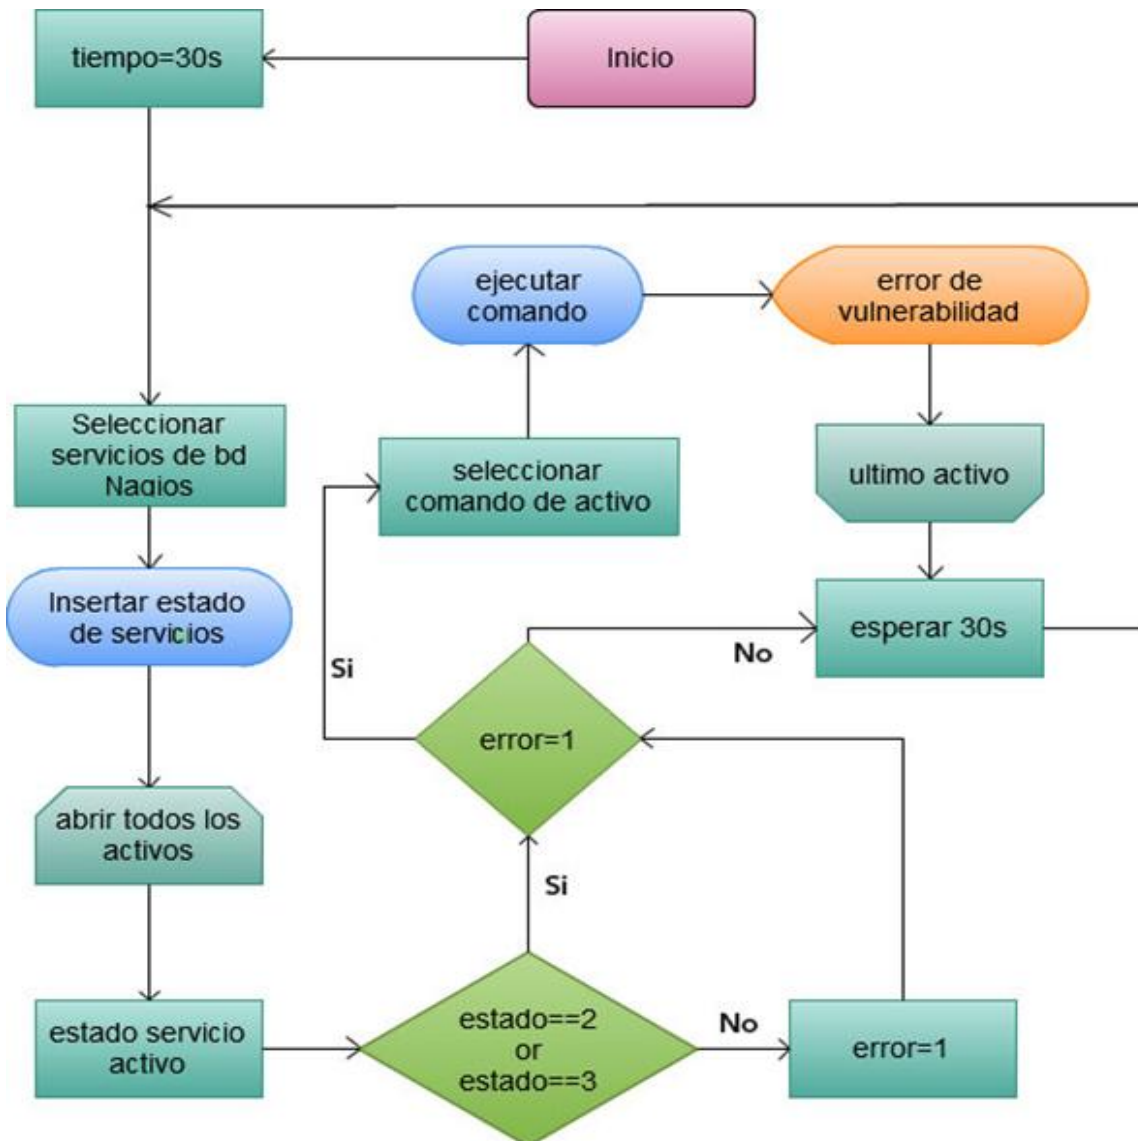 Inicio
tiempo=30s
ejecutar
comando
error de
vulnerabilidad
Seleccionar
servicios de bd
Nagios
seleccionar
comando de activo
ultimo activo
Insertar estado
de servicios
esperar 30s
Si
No
error=1
abrir todos los
activos
Si
estado servicio
activo
estado==2
or
estado==3
No
error=1